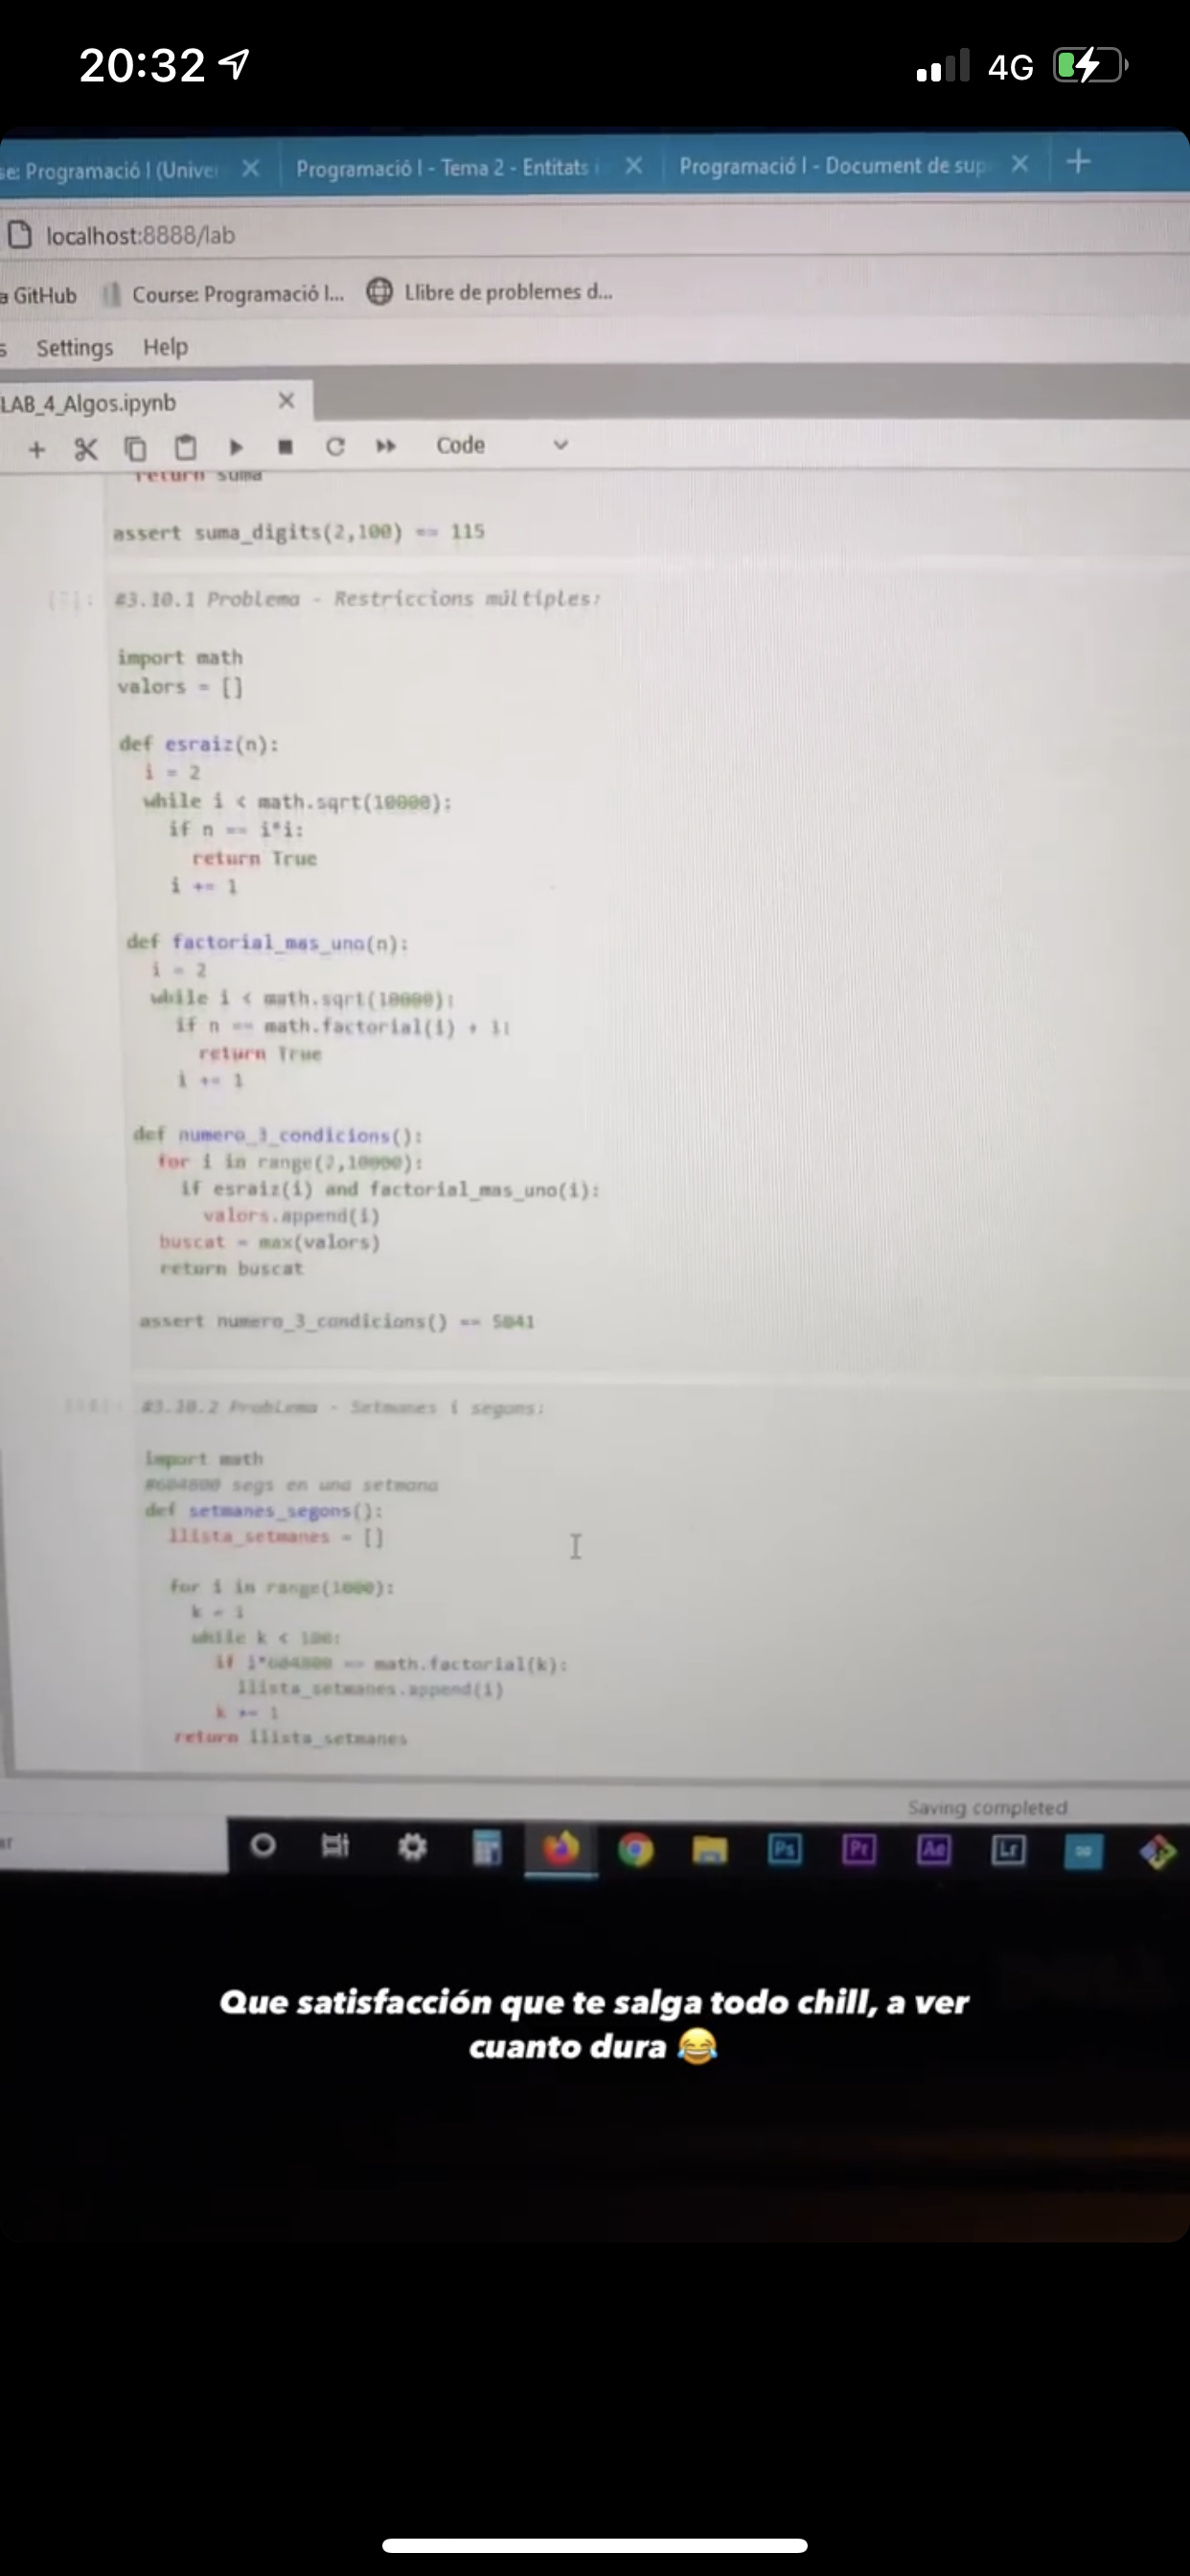 20:32
4G
se: Programació I (Univer
Programació I - Tema 2 - Entitats i
Programació I - Document de sup
localhost:8888/lab
a GitHub
Course: Programació I...
Llibre de problemes d...
s
Settings
Help
LAB_4_Algos.ipynb
Code
return suma
assert suma_digits(2,100) == 115
[7]:
#3.10.1 Problema - Restriccions múltiples:
import math
valors = []
def esraiz(n):
i = 2
while i < math.sqrt(10000):
if n == i*i:
return True
i += 1
def factorial_mas_uno(n):
i = 2
while i < math.sqrt(10000):
if n == math.factorial(i) + 1:
return True
i += 1
def numero_3_condicions():
for i in range(2,10000):
if esraiz(i) and factorial_mas_uno(i):
valors.append(i)
buscat = max(valors)
return buscat
assert numero_3_condicions() == 5041
#3.10.2 Problema - Setmanes i segons:
import math
#604800 segs en una setmana
def setmanes_segons():
llista_setmanes = []
for i in range(1000):
k = 1
while k < 100:
if i*604800 == math.factorial(k):
llista_setmanes.append(i)
k += 1
return llista_setmanes
Saving completed
ar
Ps
Pr
Ae
Lr
Que satisfacción que te salga todo chill, a ver
cuanto dura 😂